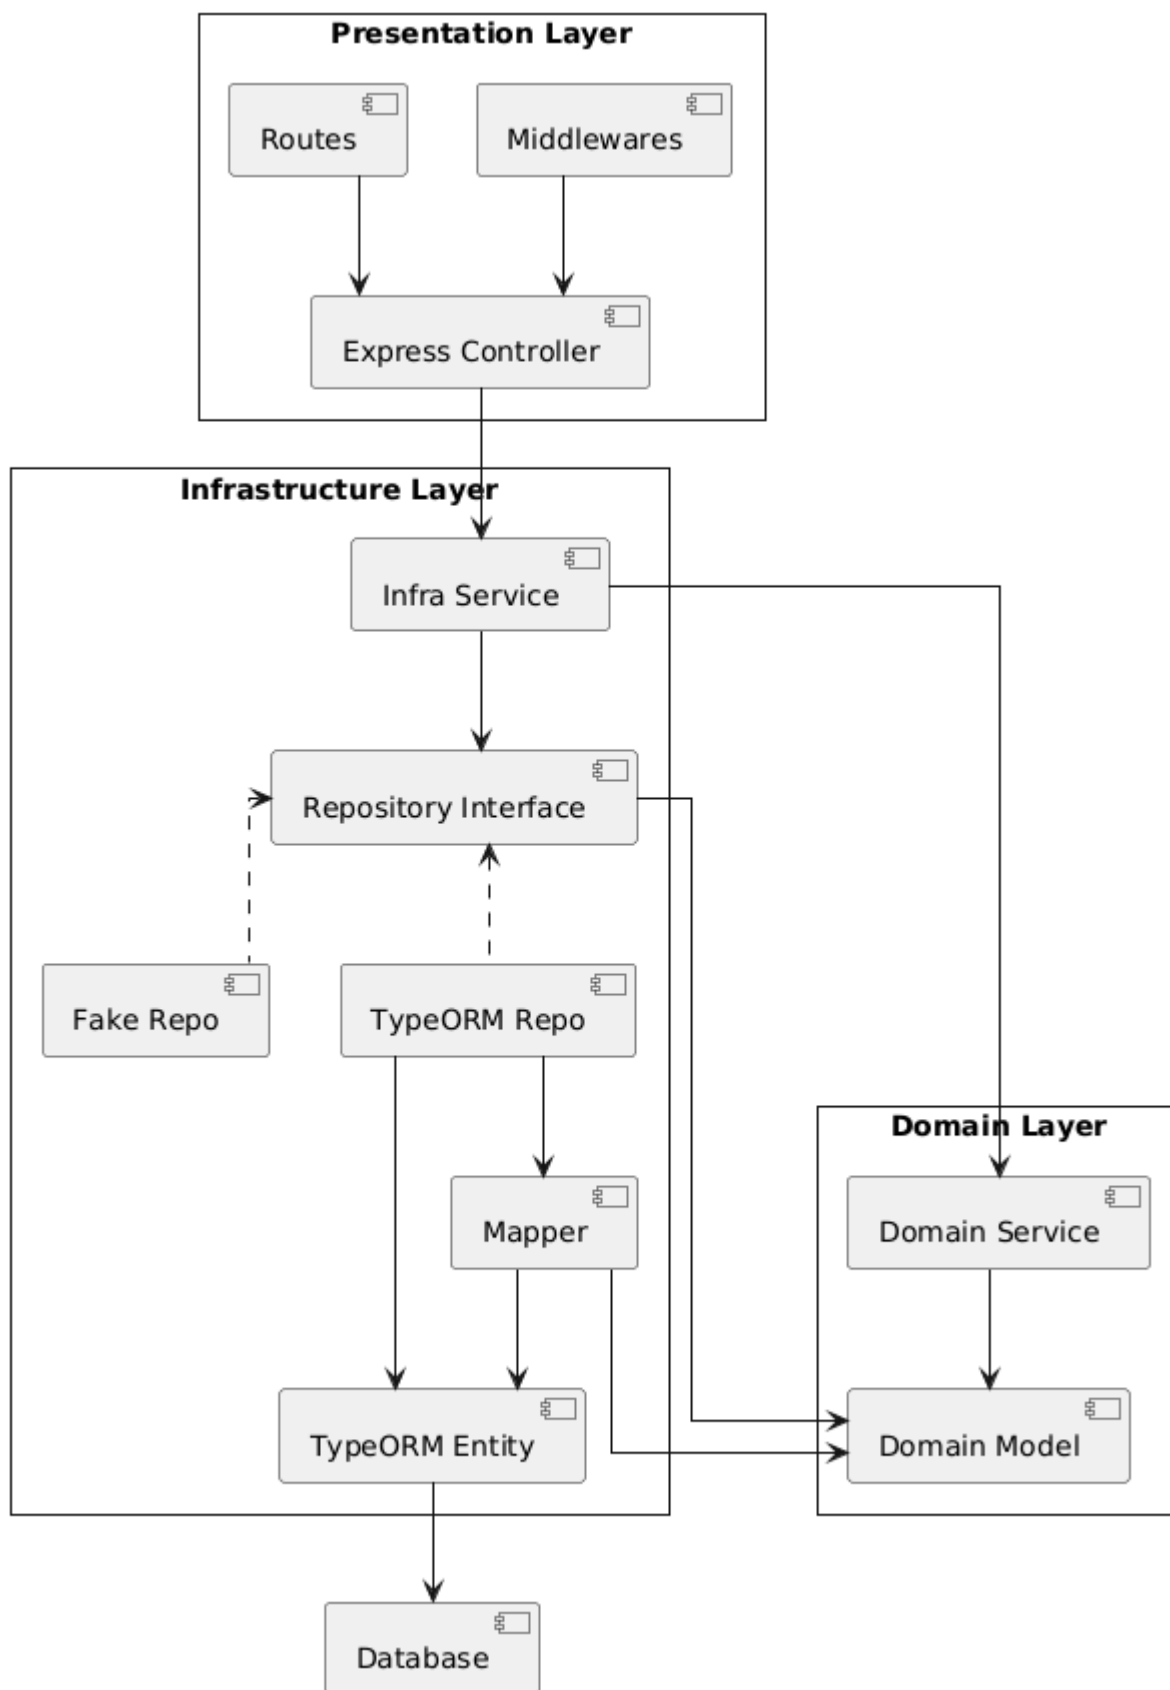 Presentation Layer
Routes
Middlewares
Express Controller
Infrastructure Layer
Infra Service
Repository Interface
Fake Repo
TypeORM Repo
Domain Layer
Mapper
Domain Service
TypeORM Entity
Domain Model
Database